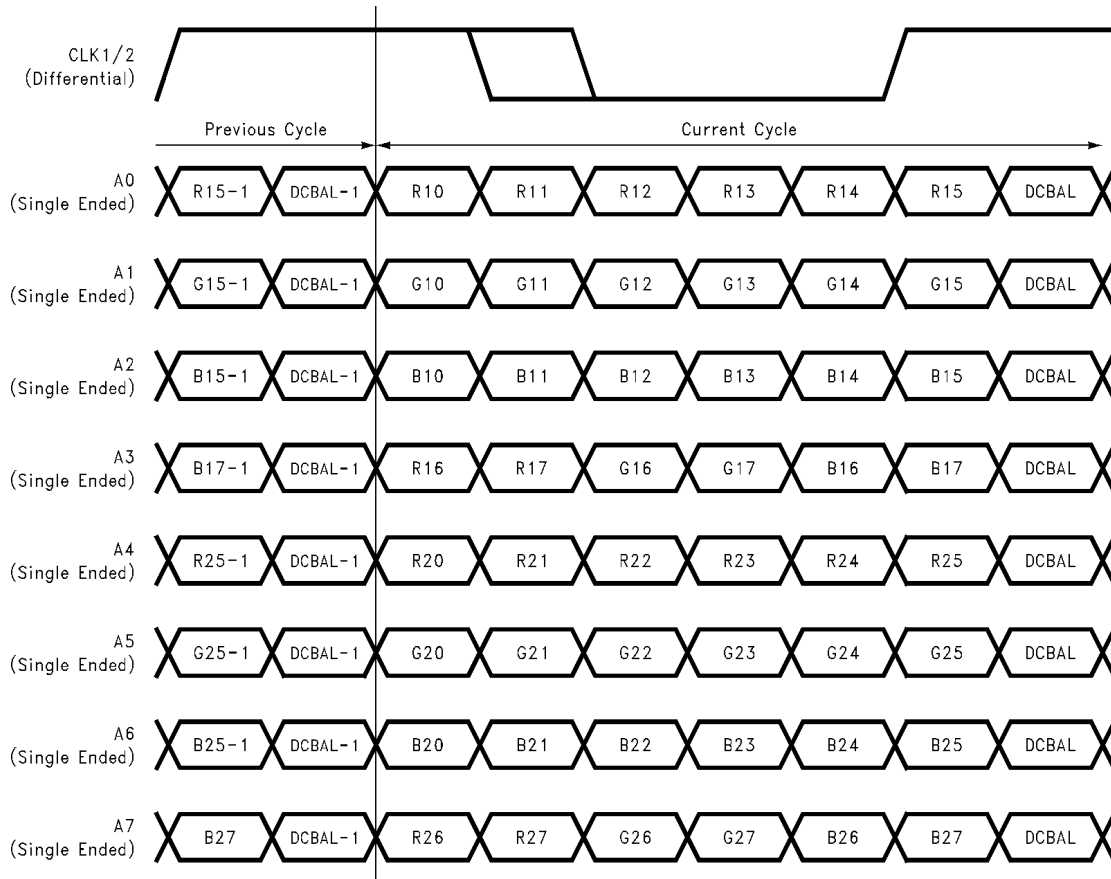 CLK1/2
(Differential)
Previous Cycle
Current Cycle
A0
(Single Ended)
R15-1 DCBAL-1 R10 R11 R12 R13 R14 R15 DCBAL
A1
(Single Ended)
G15-1 DCBAL-1 G10 G11 G12 G13 G14 G15 DCBAL
A2
(Single Ended)
B15-1 DCBAL-1 B10 B11 B12 B13 B14 B15 DCBAL
A3
(Single Ended)
B17-1 DCBAL-1 R16 R17 G16 G17 B16 B17 DCBAL
A4
(Single Ended)
R25-1 DCBAL-1 R20 R21 R22 R23 R24 R25 DCBAL
A5
(Single Ended)
G25-1 DCBAL-1 G20 G21 G22 G23 G24 G25 DCBAL
A6
(Single Ended)
B25-1 DCBAL-1 B20 B21 B22 B23 B24 B25 DCBAL
A7
(Single Ended)
B27 DCBAL-1 R26 R27 G26 G27 B26 B27 DCBAL